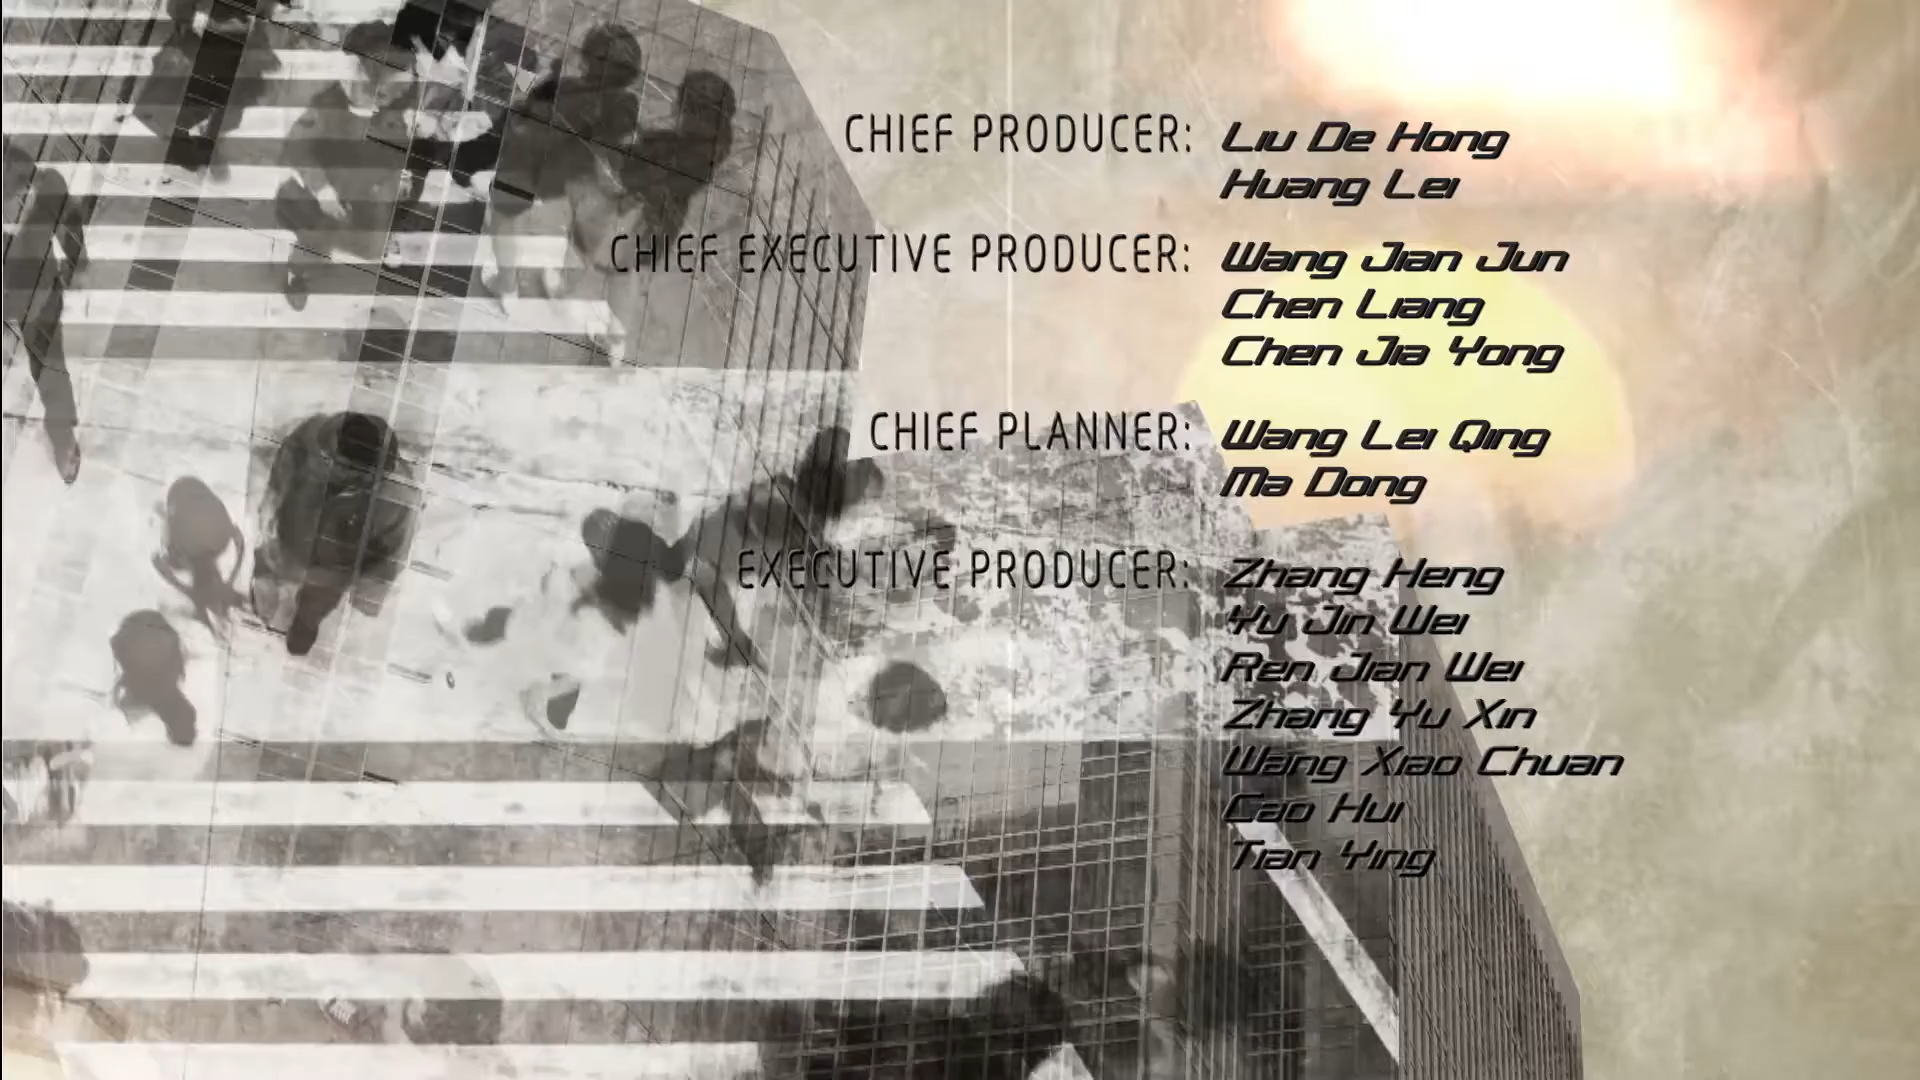 CHIEF PRODUCER: Liu De Hong
Huang Lei
CHIEF EXECUTIVE PRODUCER: Wang Jian Jun
Chen Liang
Chen Jia Yong
CHIEF PLANNER: Wang Lei Qing
Ma Dong
EXECUTIVE PRODUCER: Zhang Heng
Yu Jin Wei
Ren Jian Wei
Zhang Yu Xin
Wang Xiao Chuan
Cao Hui
Tian Ying